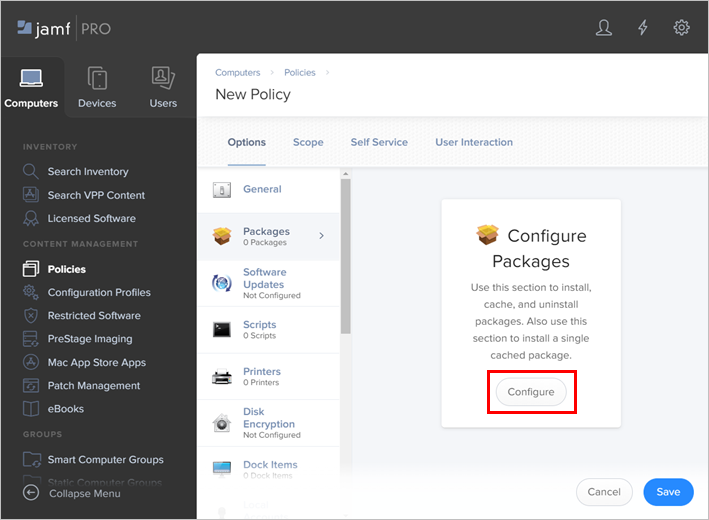 jamf PRO
Computers
Devices
Users
INVENTORY
Search Inventory
Search VPP Content
Licensed Software
CONTENT MANAGEMENT
Policies
Configuration Profiles
Restricted Software
PreStage Imaging
Mac App Store Apps
Patch Management
eBooks
GROUPS
Smart Computer Groups
Static Computer Groups
Collapse Menu
Computers > Policies >
New Policy
Options
Scope
Self Service
User Interaction
General
Packages
0 Packages
Software
Updates
Not Configured
Scripts
0 Scripts
Printers
0 Printers
Disk
Encryption
Not Configured
Dock Items
0 Dock Items
Configure
Packages
Use this section to install,
cache, and uninstall
packages. Also use this
section to install a single
cached package.
Configure
Cancel
Save